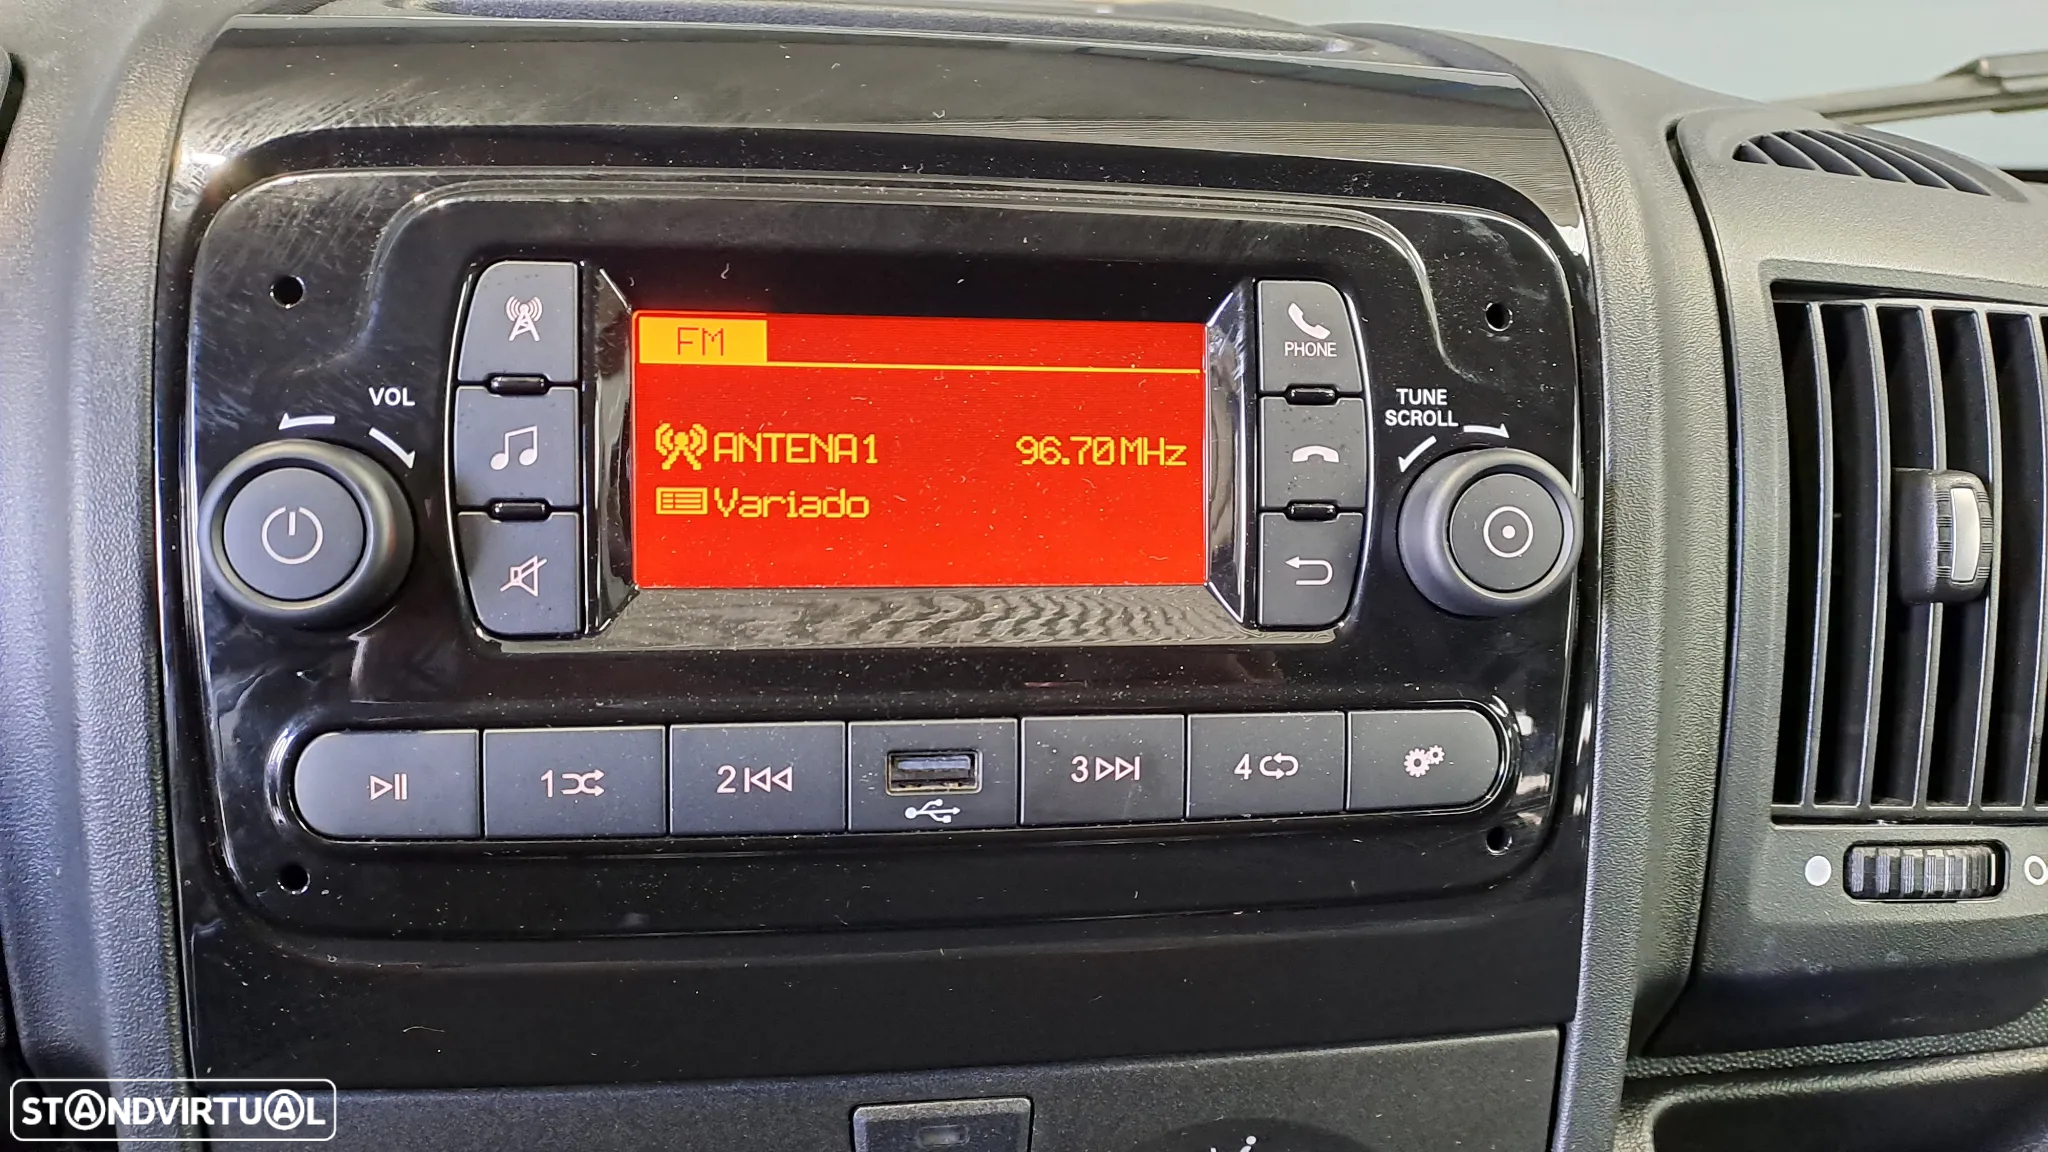 VOL
FM
PHONE
TUNE
SCROLL
ANTENA1 96.70MHz
Variado
1 2 3 4
STANDVIRTUAL